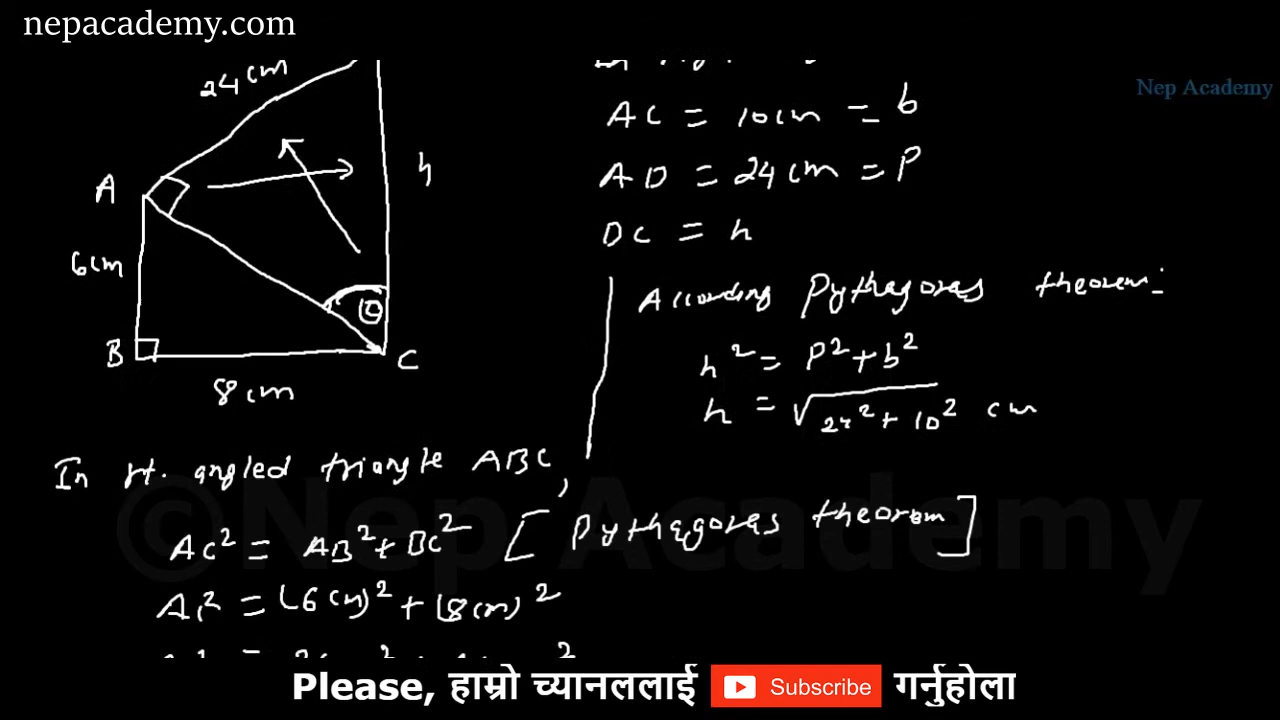 nepacademy.com
Nep Academy
24 cm
h
A
6 cm
B
C
8 cm
AC = 10 cm = b
AD = 24 cm = P
DC = h
According Pythagoras theorem:-
h² = P² + b²
h = √24² + 10² cm
In rt. angled triangle ABC,
AC² = AB² + BC² [Pythagoras theorem]
AC² = (6 cm)² + (8 cm)²
©Nep Academy
Please, हाम्रो च्यानललाई Subscribe गर्नुहोला